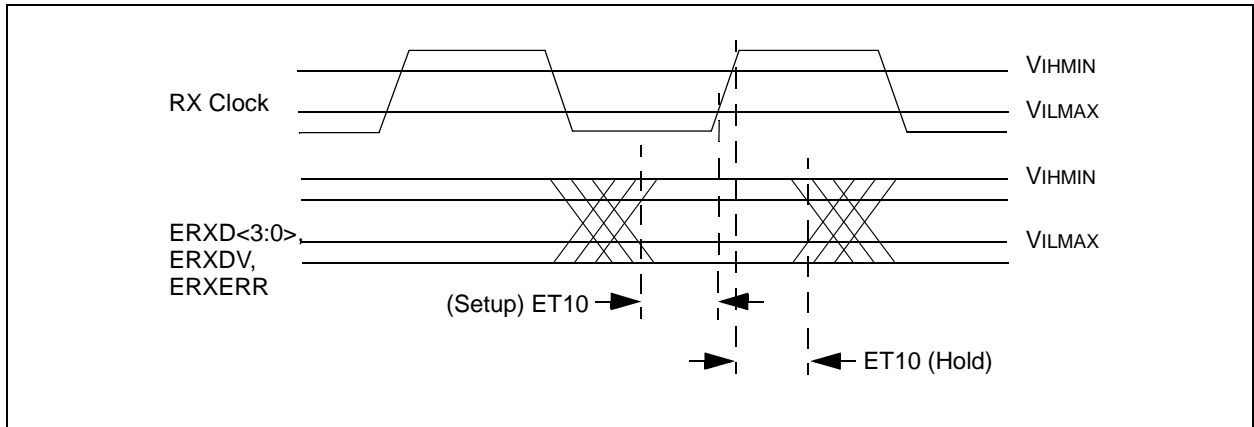 VIHMIN
RX Clock
VILMAX
VIHMIN
ERXD<3:0>,
ERXDV,
ERXERR
VILMAX
(Setup) ET10
ET10 (Hold)